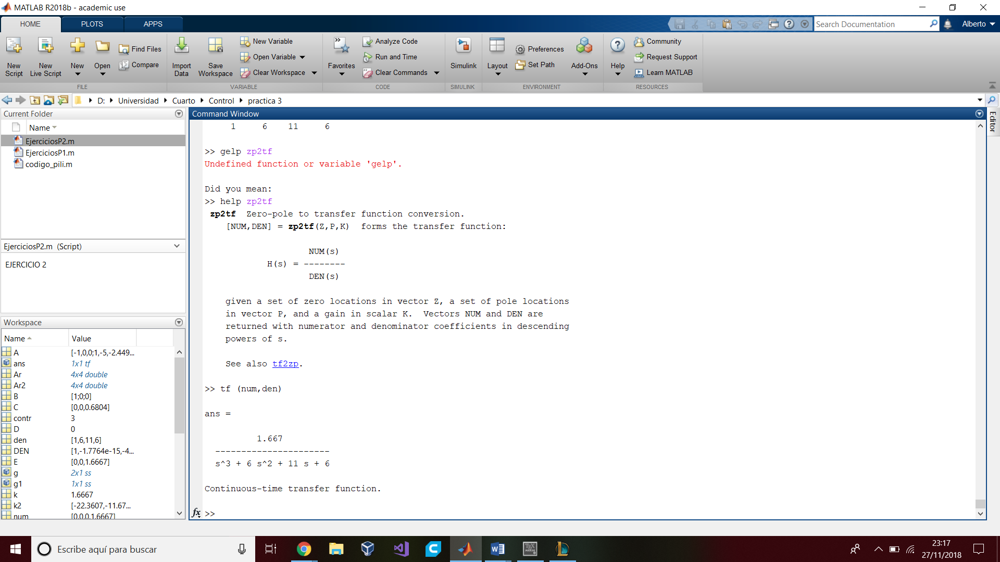 MATLAB R2018b - academic use
HOME PLOTS APPS
Search Documentation
Alberto
New Script
New Live Script
New
Open
Find Files
Compare
FILE
Import Data
Save Workspace
New Variable
Open Variable
Clear Workspace
VARIABLE
Favorites
Analyze Code
Run and Time
Clear Commands
CODE
Simulink
SIMULINK
Layout
Preferences
Set Path
Add-Ons
ENVIRONMENT
Help
Community
Request Support
Learn MATLAB
RESOURCES
D: Universidad Cuarto Control practica 3
Current Folder
Name
EjerciciosP2.m
EjerciciosP1.m
codigo_pili.m
EjerciciosP2.m (Script)
EJERCICIO 2
Workspace
Name Value
A [-1,0,0;1,-5,-2.449...
ans 1x1 tf
Ar 4x4 double
Ar2 4x4 double
B [1;0;0]
C [0,0,0.6804]
contr 3
D 0
den [1,6,11,6]
DEN [1,-1.7764e-15,-4...
E [0,0,1.6667]
g 2x1 ss
g1 1x1 ss
k 1.6667
k2 [-22.3607,-11.67...
num [0,0,0,1.6667]
Command Window
1 6 11 6
>> gelp zp2tf
Undefined function or variable 'gelp'.
Did you mean:
>> help zp2tf
zp2tf Zero-pole to transfer function conversion.
[NUM,DEN] = zp2tf(Z,P,K) forms the transfer function:
NUM(s)
H(s) = --------
DEN(s)
given a set of zero locations in vector Z, a set of pole locations
in vector P, and a gain in scalar K. Vectors NUM and DEN are
returned with numerator and denominator coefficients in descending
powers of s.
See also tf2zp.
>> tf (num,den)
ans =
1.667
----------------------
s^3 + 6 s^2 + 11 s + 6
Continuous-time transfer function.
fx >>
Editor
Escribe aquí para buscar
23:17
27/11/2018